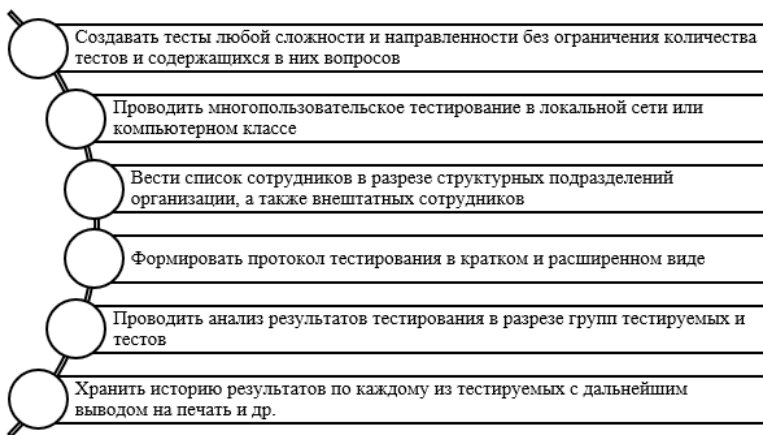 Создавать тесты любой сложности и направленности без ограничения количества
тестов и содержащихся в них вопросов
Проводить многопользовательское тестирование в локальной сети или
компьютерном классе
Вести список сотрудников в разрезе структурных подразделений
организации, а также внештатных сотрудников
Формировать протокол тестирования в кратком и расширенном виде
Проводить анализ результатов тестирования в разрезе групп тестируемых и
тестов
Хранить историю результатов по каждому из тестируемых с дальнейшим
выводом на печать и др.